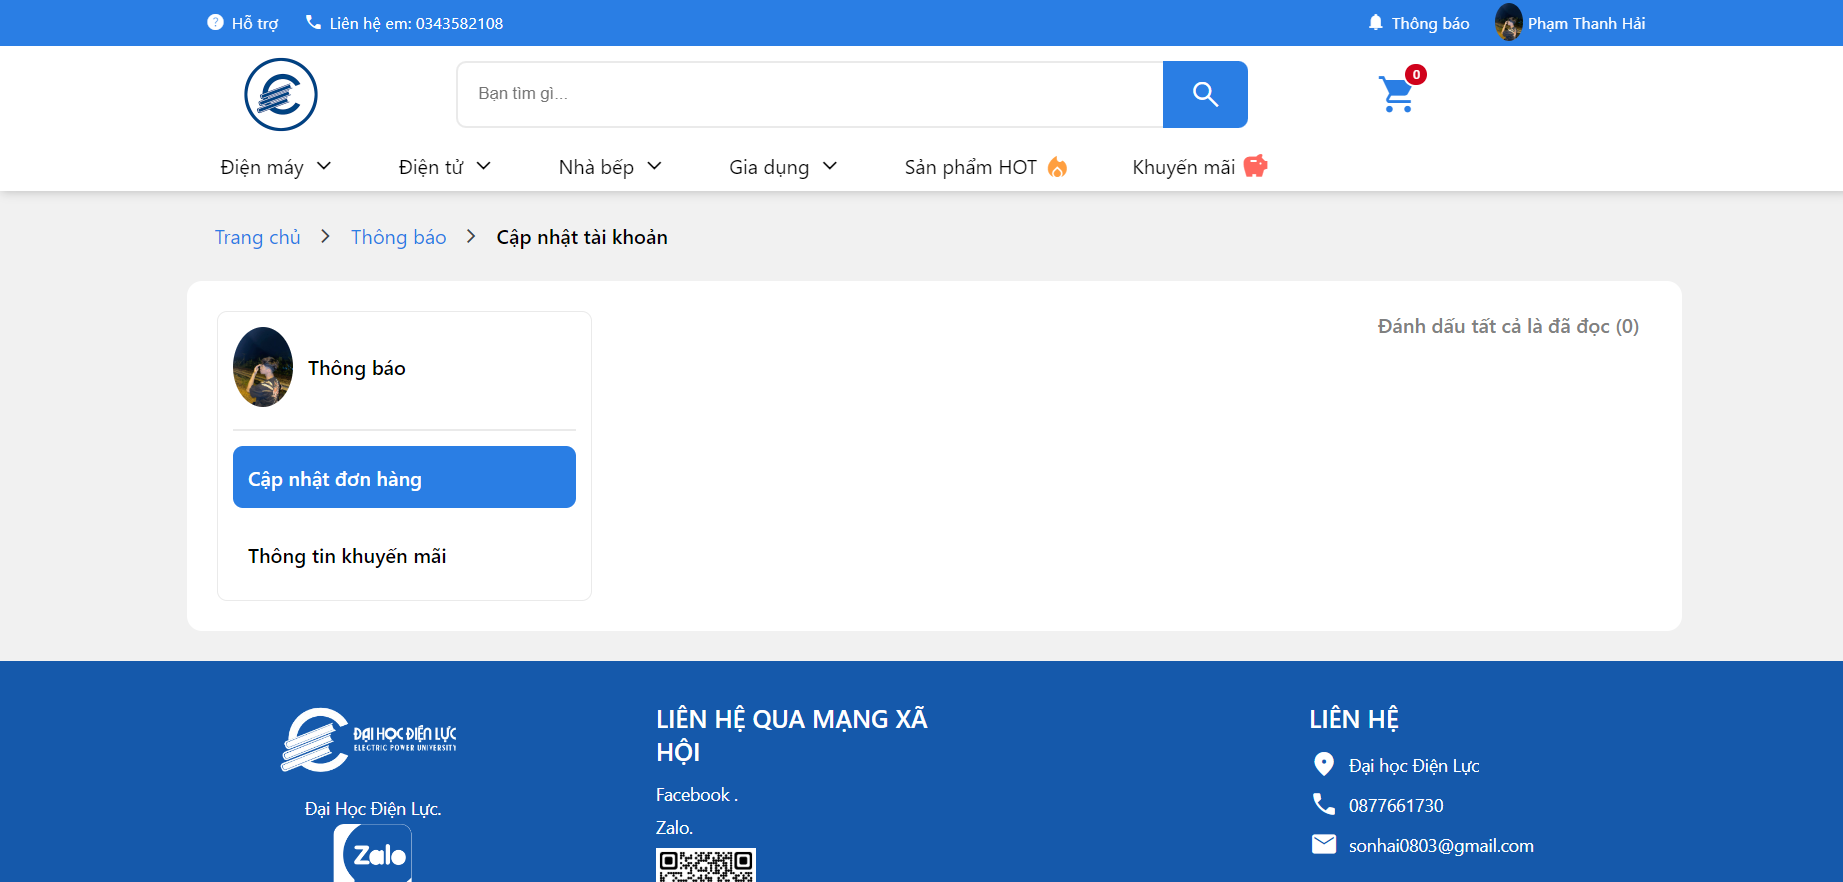 Hỗ trợ
Liên hệ em: 0343582108
Thông báo
Phạm Thanh Hải
Bạn tìm gì...
0
Điện máy
Điện tử
Nhà bếp
Gia dụng
Sản phẩm HOT
Khuyến mãi
Trang chủ
Thông báo
Cập nhật tài khoản
Thông báo
Cập nhật đơn hàng
Thông tin khuyến mãi
Đánh dấu tất cả là đã đọc (0)
ĐẠI HỌC ĐIỆN LỰC
ELECTRIC POWER UNIVERSITY
Đại Học Điện Lực.
Zalo
LIÊN HỆ QUA MẠNG XÃ
HỘI
Facebook .
Zalo.
LIÊN HỆ
Đại học Điện Lực
0877661730
sonhai0803@gmail.com